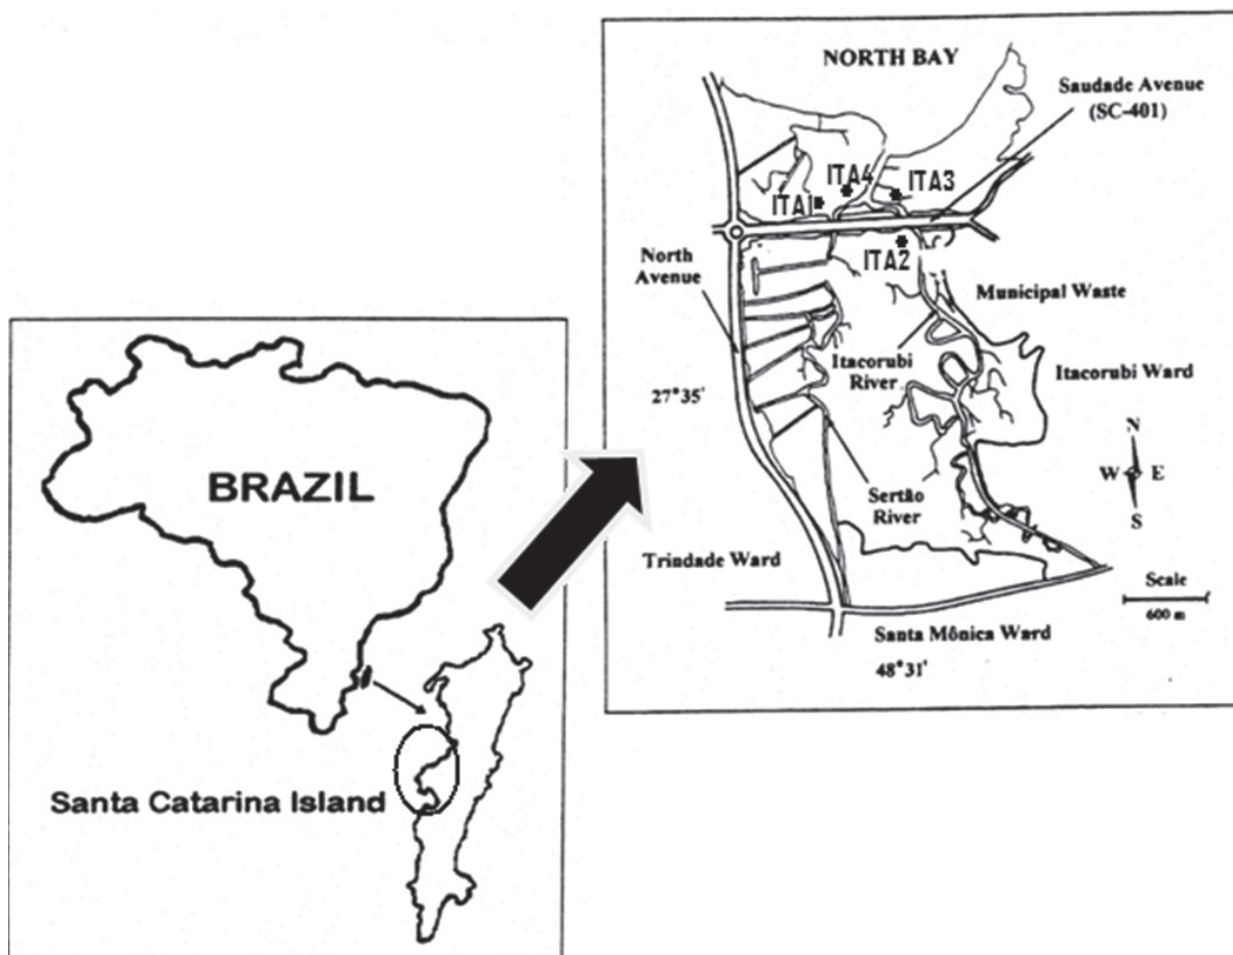 BRAZIL
Santa Catarina Island
NORTH BAY
Saudade Avenue
(SC-401)
ITA4
ITA3
ITA1
ITA2
North
Avenue
Municipal Waste
Itacorubi
River
Itacorubi Ward
27°35'
N
W E
S
Sertão
River
Trindade Ward
Scale
600 m
Santa Mônica Ward
48°31'